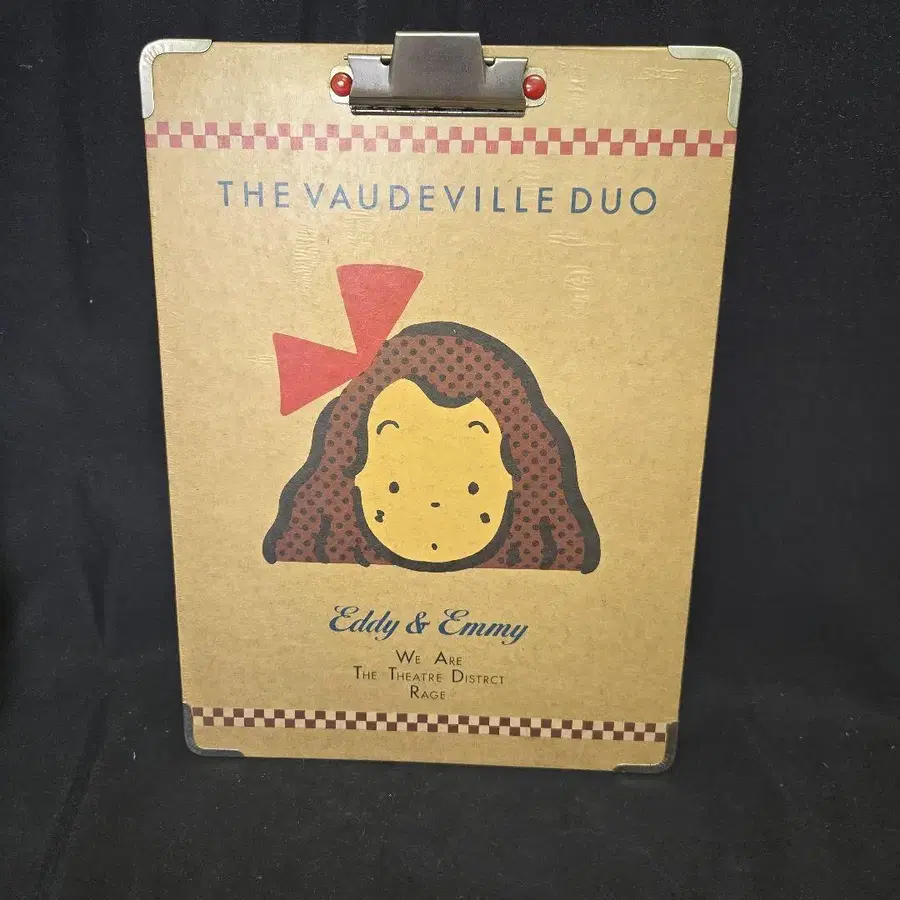 THE VAUDEVILLE DUO
Eddy & Emmy
WE ARE
THE THEATRE DISTRCT
RAGE